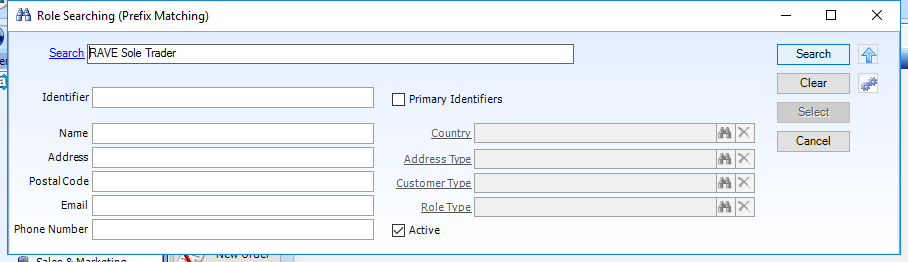 Role Searching (Prefix Matching)
Search RAVE Sole Trader
Search
Clear
Select
Cancel
Identifier
Primary Identifiers
Name
Country
Address
Address Type
Postal Code
Customer Type
Email
Role Type
Phone Number
Active
Sales & Marketing
New Order